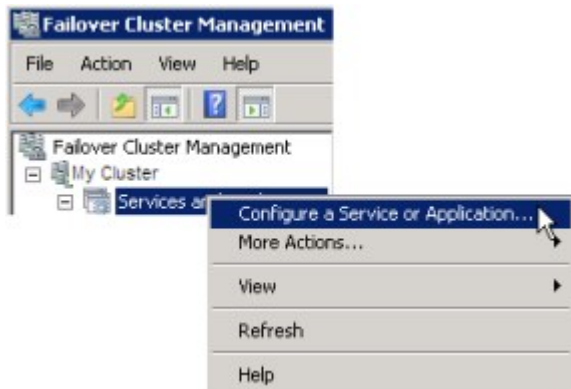 Failover Cluster Management
File Action View Help
Failover Cluster Management
My Cluster
Services a
Configure a Service or Application...
More Actions...
View
Refresh
Help